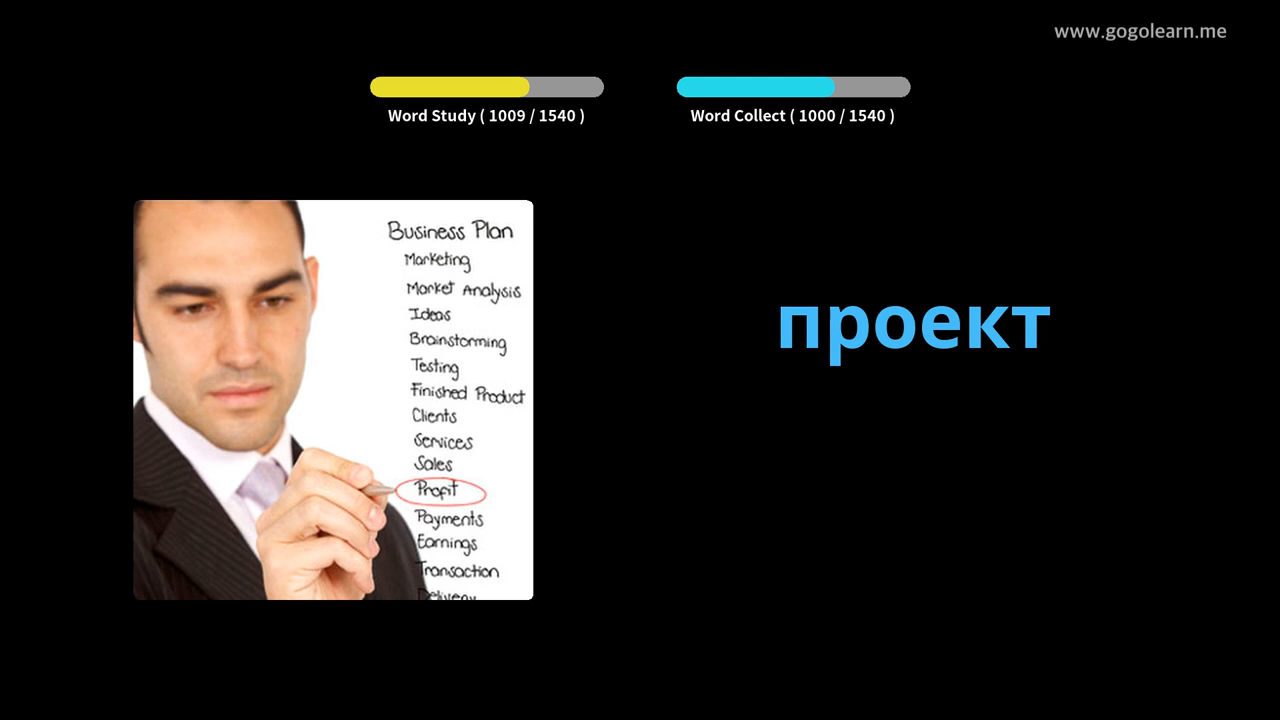 www.gogolearn.me
Word Study ( 1009 / 1540 )
Word Collect ( 1000 / 1540 )
Business Plan
Marketing
Market Analysis
Ideas
Brainstorming
Testing
Finished Product
Clients
Services
Sales
Profit
Payments
Earnings
Transaction
Delivery
проект